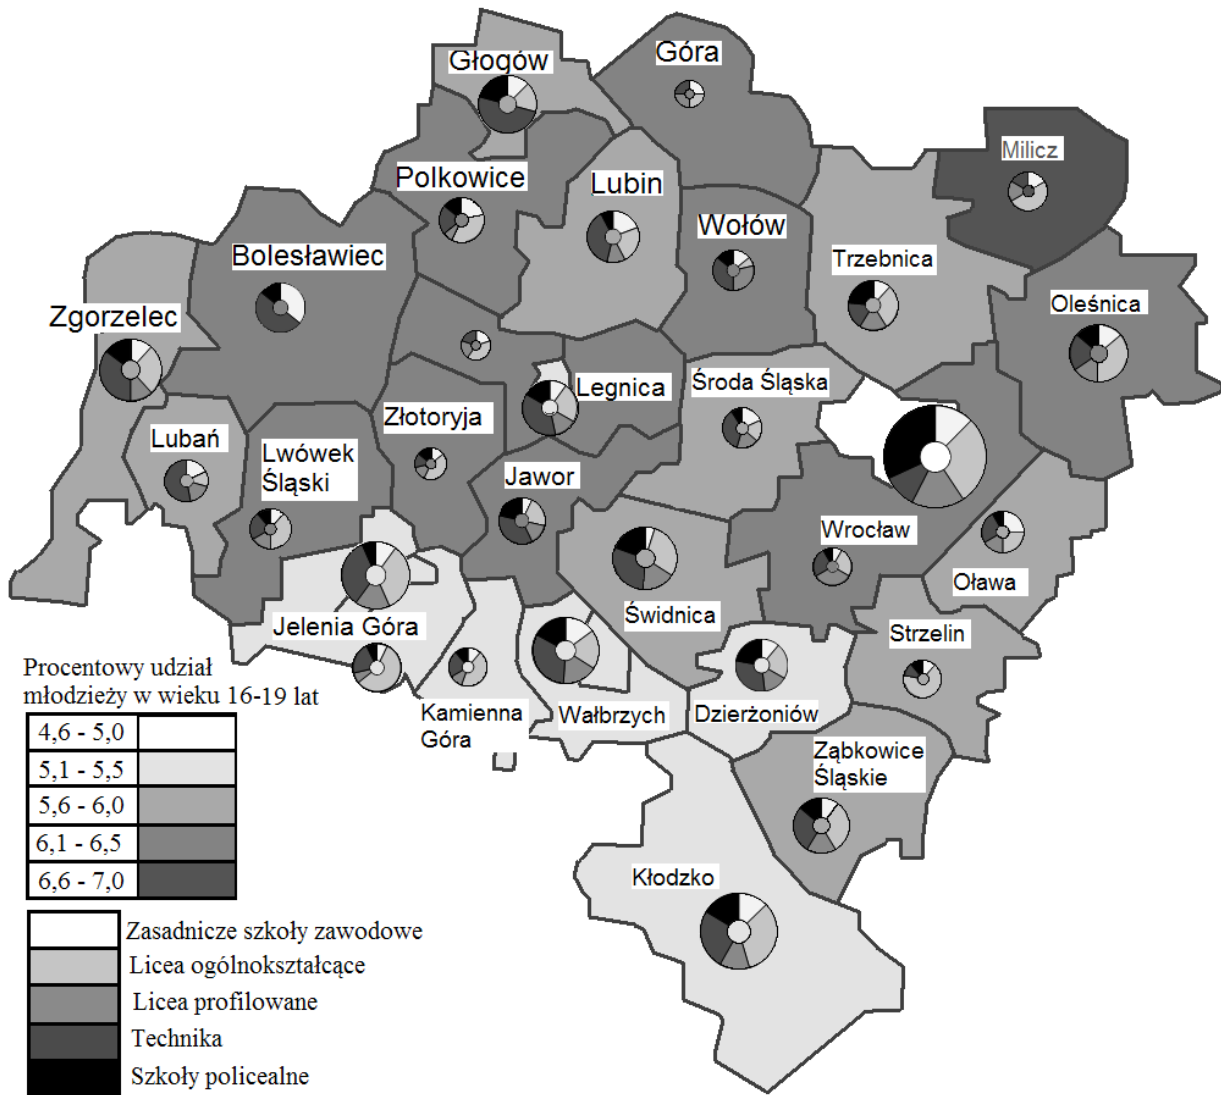 Głogów
Góra
Milicz
Polkowice
Lubin
Wołów
Trzebnica
Bolesławiec
Oleśnica
Zgorzelec
Legnica
Środa Śląska
Złotoryja
Lubań
Lwówek
Śląski
Jawor
Wrocław
Oława
Świdnica
Jelenia Góra
Strzelin
Kamienna
Góra
Wałbrzych
Dzierżoniów
Ząbkowice
Śląskie
Kłodzko
Procentowy udział
młodzieży w wieku 16-19 lat
4,6 - 5,0
5,1 - 5,5
5,6 - 6,0
6,1 - 6,5
6,6 - 7,0
Zasadnicze szkoły zawodowe
Licea ogólnokształcące
Licea profilowane
Technika
Szkoły policealne